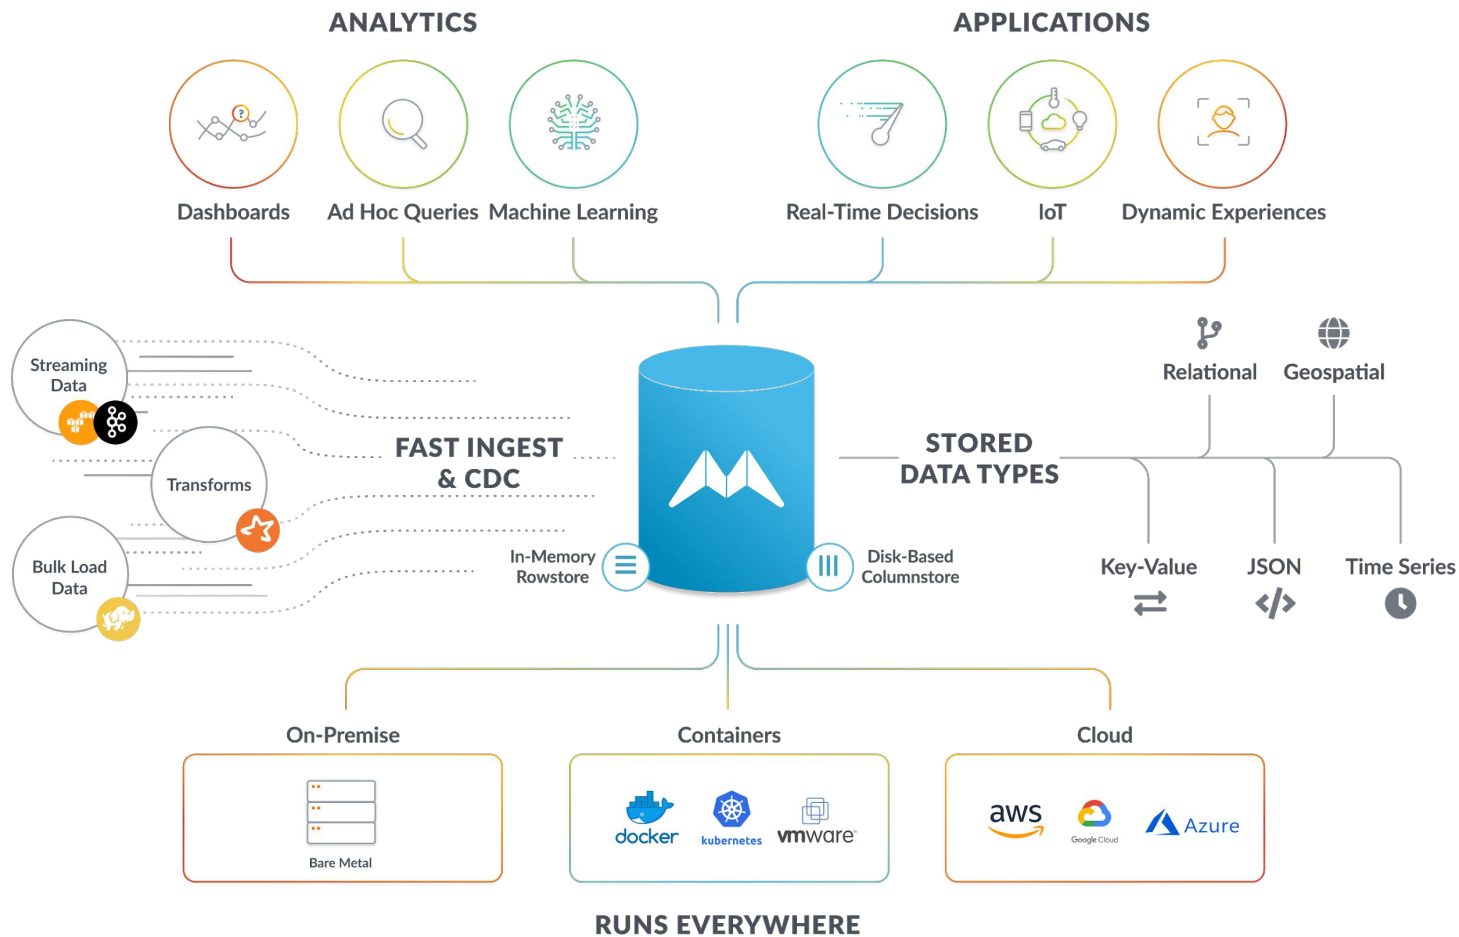 ANALYTICS
APPLICATIONS
?
Dashboards
Ad Hoc Queries
Machine Learning
Real-Time Decisions
IoT
Dynamic Experiences
Streaming
Data
Transforms
Bulk Load
Data
FAST INGEST
& CDC
In-Memory
Rowstore
Disk-Based
Columnstore
STORED
DATA TYPES
Relational
Geospatial
Key-Value
JSON
Time Series
On-Premise
Containers
Cloud
Bare Metal
docker
kubernetes
vmware
aws
Google Cloud
Azure
RUNS EVERYWHERE